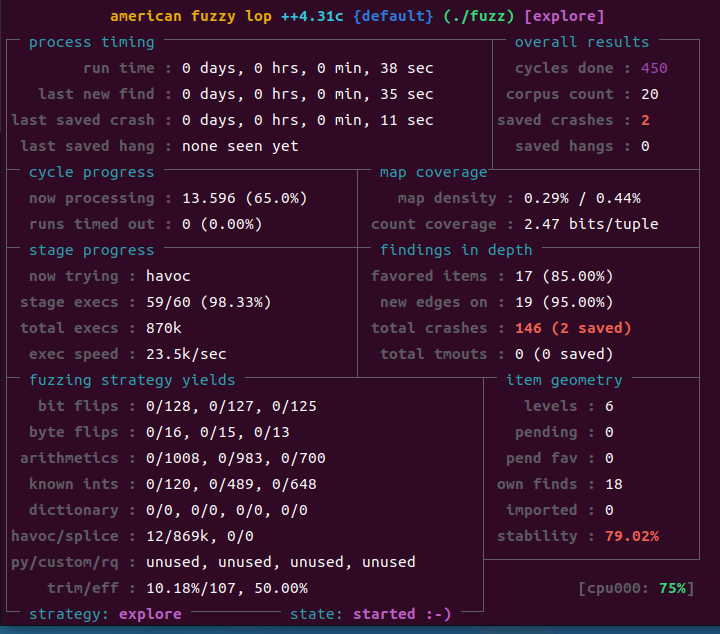 american fuzzy lop ++4.31c {default} (./fuzz) [explore]
process timing overall results
run time : 0 days, 0 hrs, 0 min, 38 sec cycles done : 450
last new find : 0 days, 0 hrs, 0 min, 35 sec corpus count : 20
last saved crash : 0 days, 0 hrs, 0 min, 11 sec saved crashes : 2
last saved hang : none seen yet saved hangs : 0
cycle progress map coverage
now processing : 13.596 (65.0%) map density : 0.29% / 0.44%
runs timed out : 0 (0.00%) count coverage : 2.47 bits/tuple
stage progress findings in depth
now trying : havoc favored items : 17 (85.00%)
stage execs : 59/60 (98.33%) new edges on : 19 (95.00%)
total execs : 870k total crashes : 146 (2 saved)
exec speed : 23.5k/sec total tmouts : 0 (0 saved)
fuzzing strategy yields item geometry
bit flips : 0/128, 0/127, 0/125 levels : 6
byte flips : 0/16, 0/15, 0/13 pending : 0
arithmetics : 0/1008, 0/983, 0/700 pend fav : 0
known ints : 0/120, 0/489, 0/648 own finds : 18
dictionary : 0/0, 0/0, 0/0, 0/0 imported : 0
havoc/splice : 12/869k, 0/0 stability : 79.02%
py/custom/rq : unused, unused, unused, unused
trim/eff : 10.18%/107, 50.00% [cpu000: 75%]
strategy: explore state: started :-)